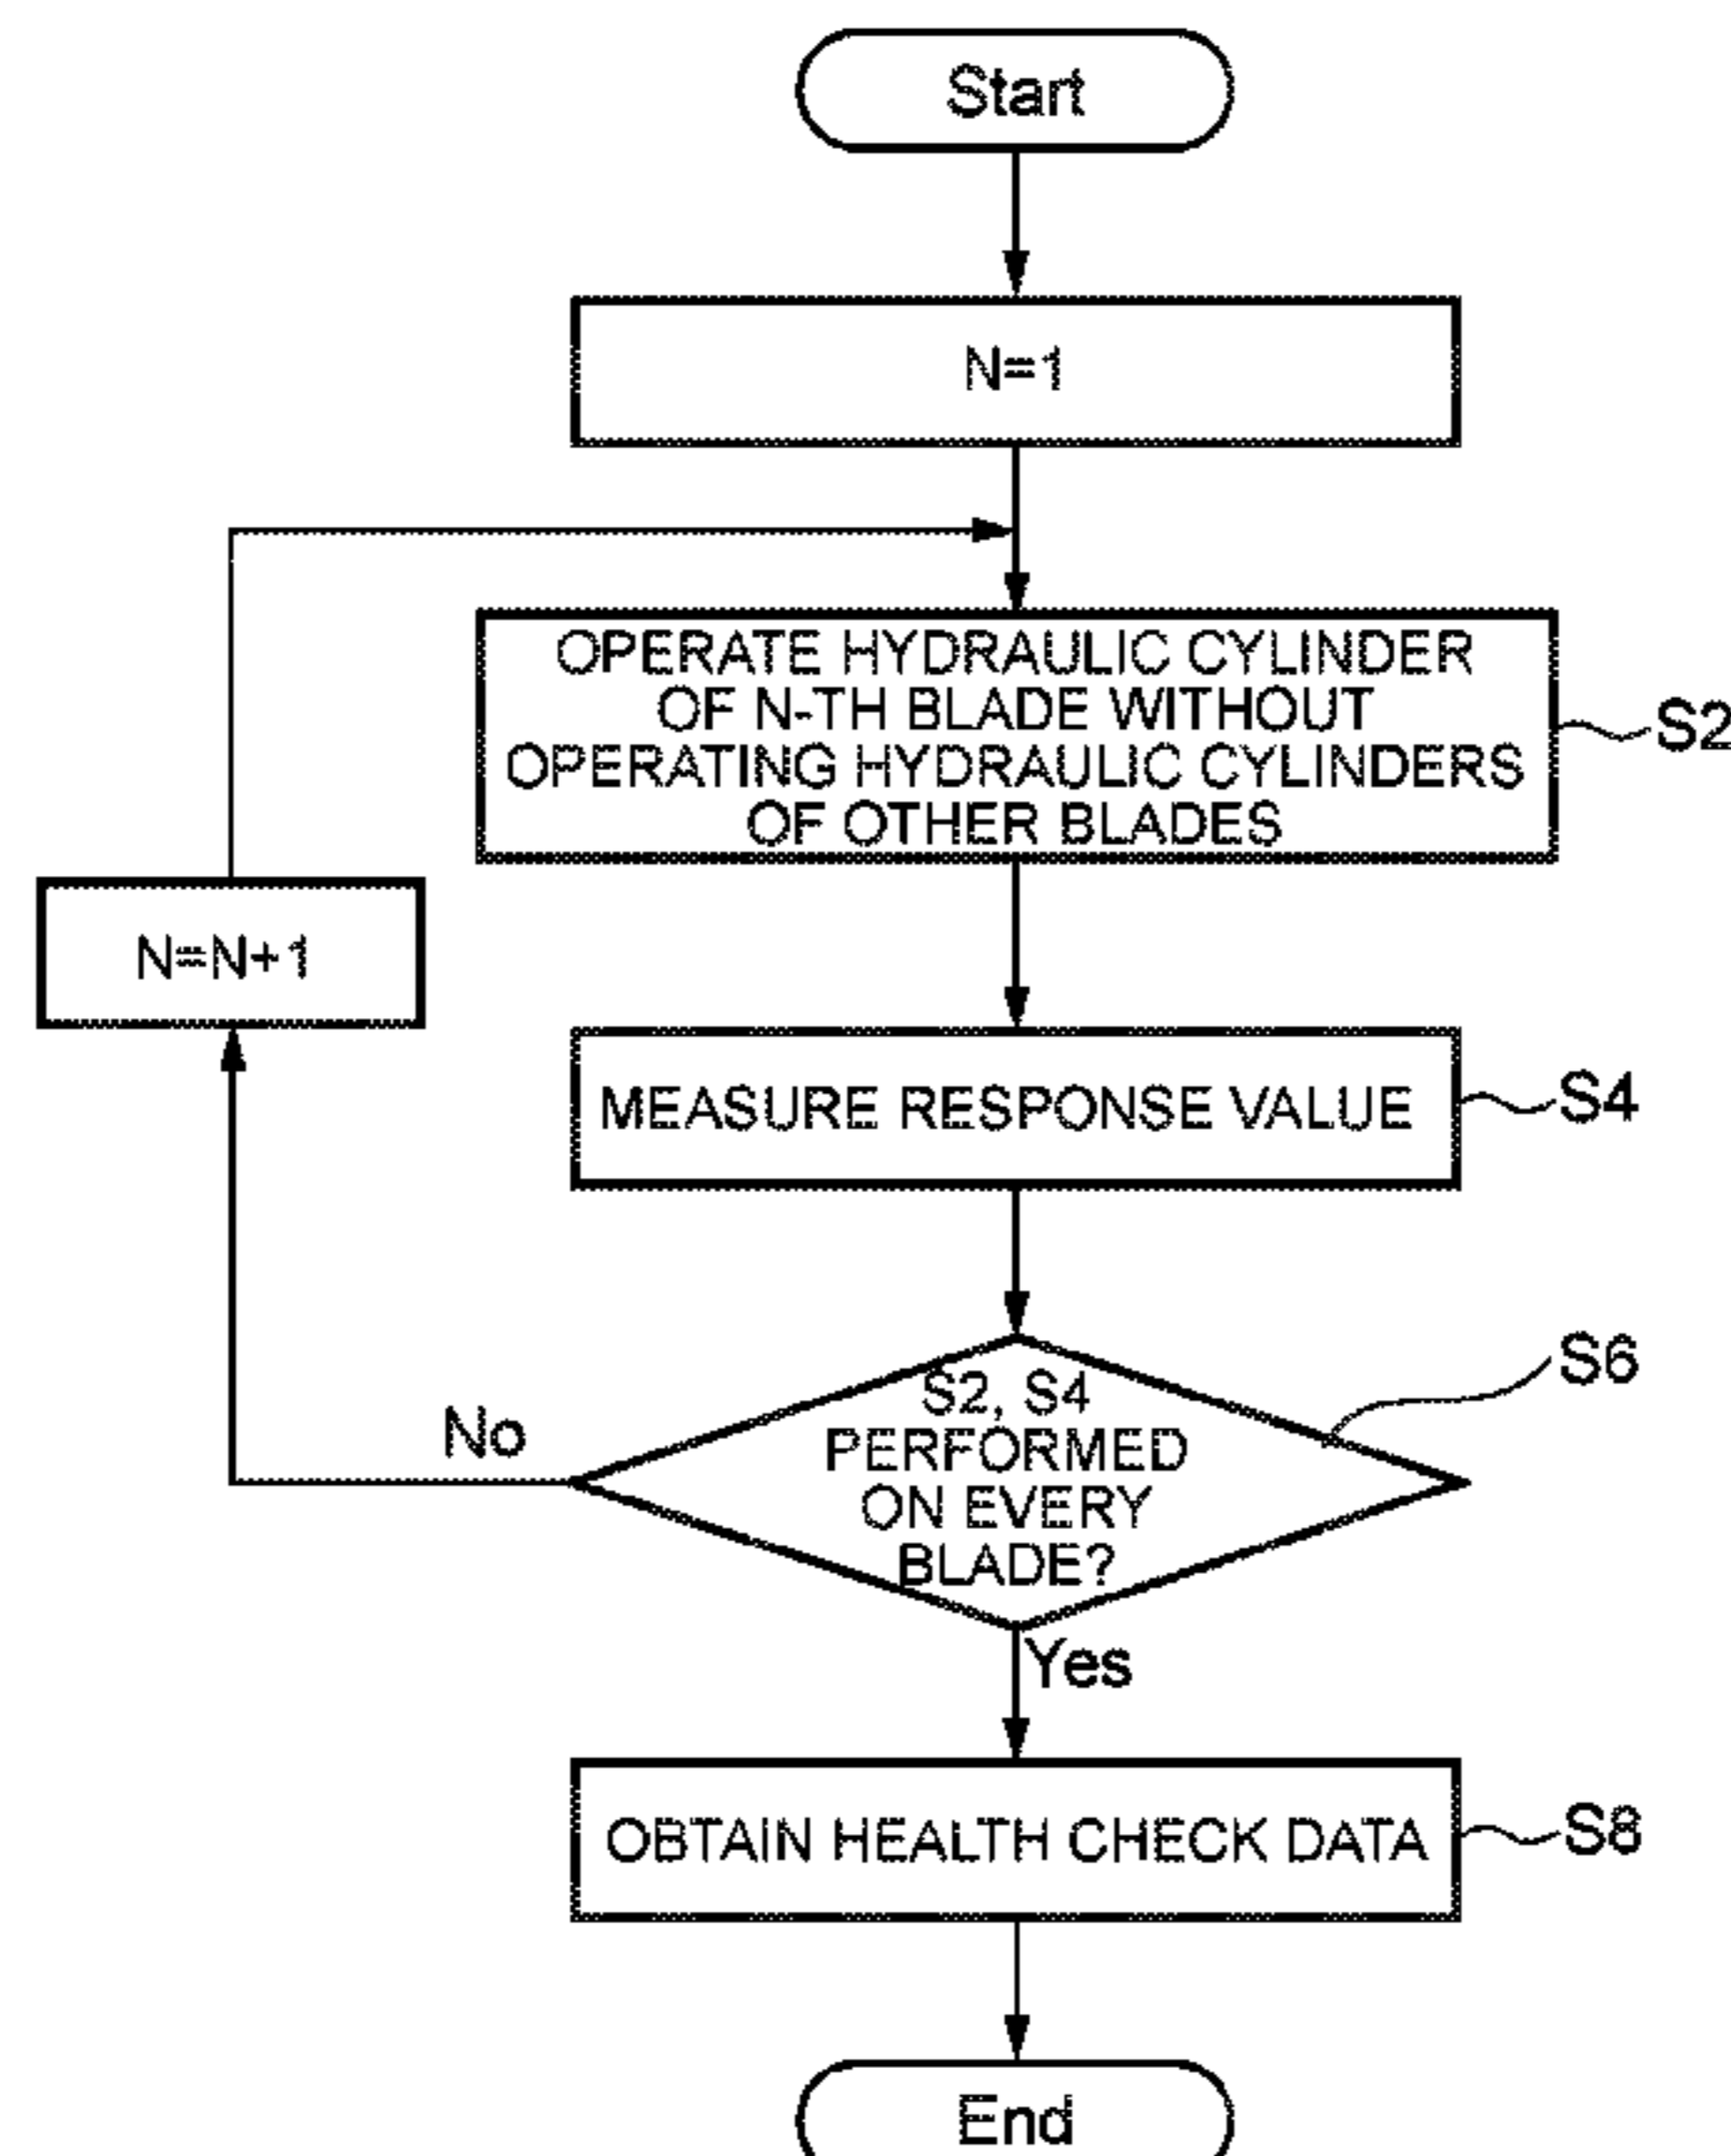 Start
N=1
OPERATE HYDRAULIC CYLINDER
OF N-TH BLADE WITHOUT
OPERATING HYDRAULIC CYLINDERS
OF OTHER BLADES
S2
N=N+1
MEASURE RESPONSE VALUE
S4
S2, S4
PERFORMED
ON EVERY
BLADE?
S6
No
Yes
OBTAIN HEALTH CHECK DATA
S8
End